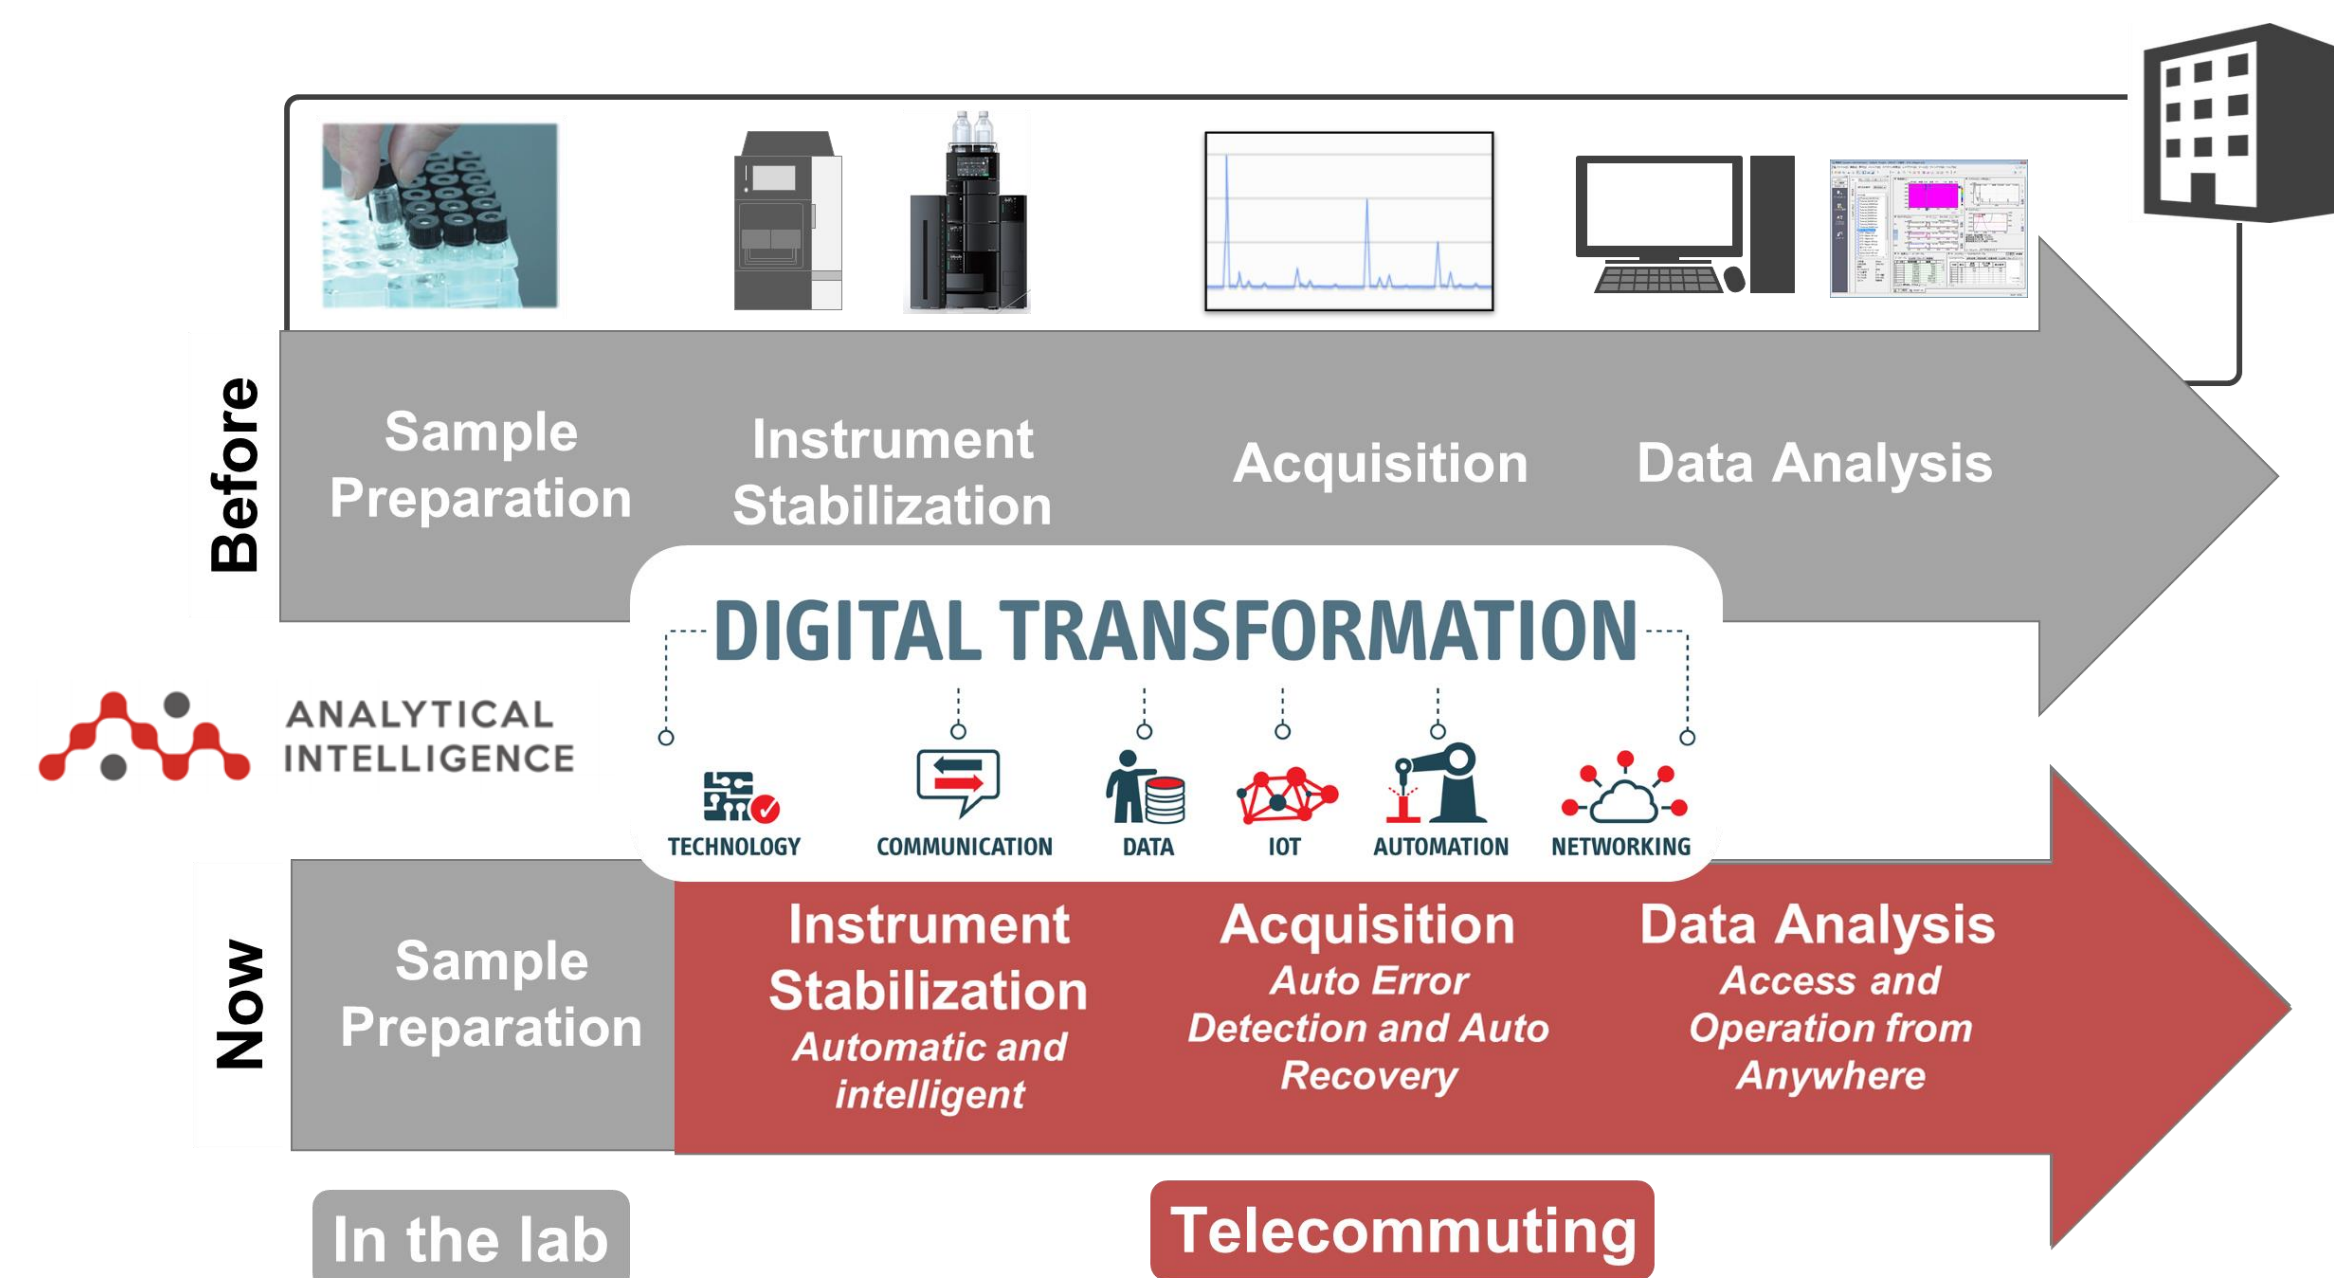 Before
Sample
Preparation
Instrument
Stabilization
Acquisition
Data Analysis
DIGITAL TRANSFORMATION
TECHNOLOGY
COMMUNICATION
DATA
IOT
AUTOMATION
NETWORKING
ANALYTICAL
INTELLIGENCE
Now
Sample
Preparation
Instrument
Stabilization
Automatic and
intelligent
Acquisition
Auto Error
Detection and Auto
Recovery
Data Analysis
Access and
Operation from
Anywhere
In the lab
Telecommuting